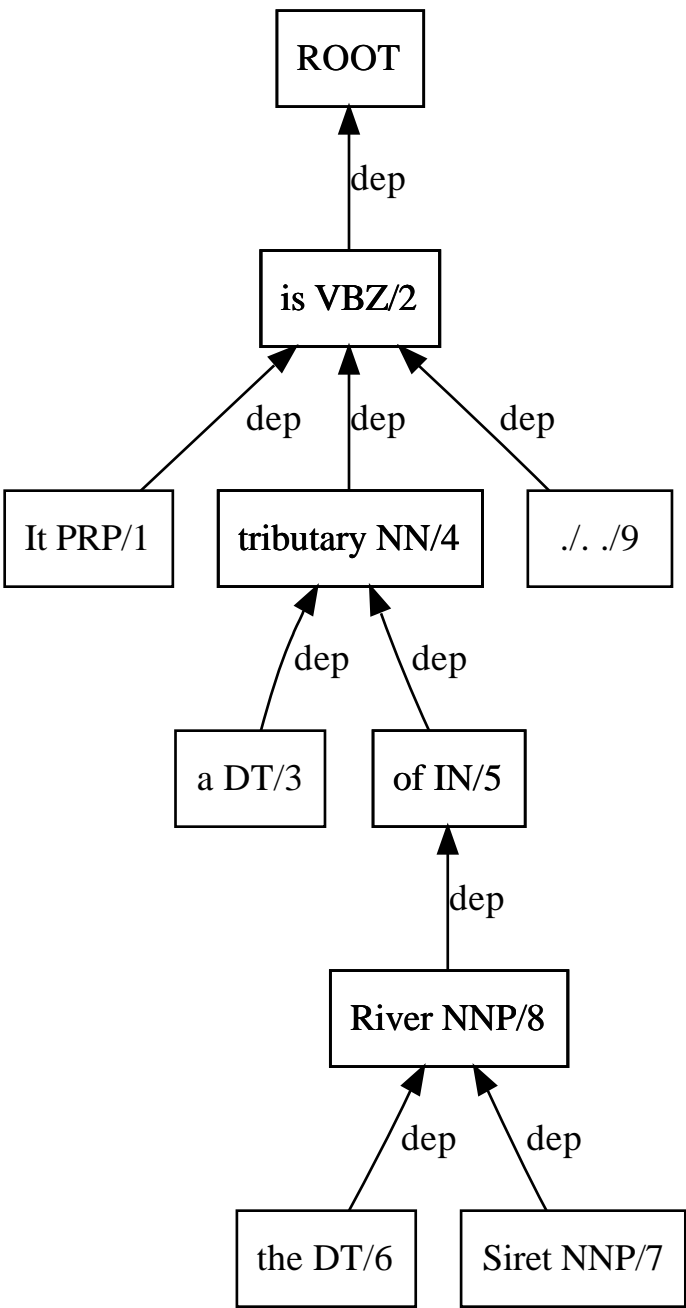 ROOT
dep
is VBZ/2
dep dep dep
It PRP/1 tributary NN/4 ./. ./9
dep dep
a DT/3 of IN/5
dep
River NNP/8
dep dep
the DT/6 Siret NNP/7